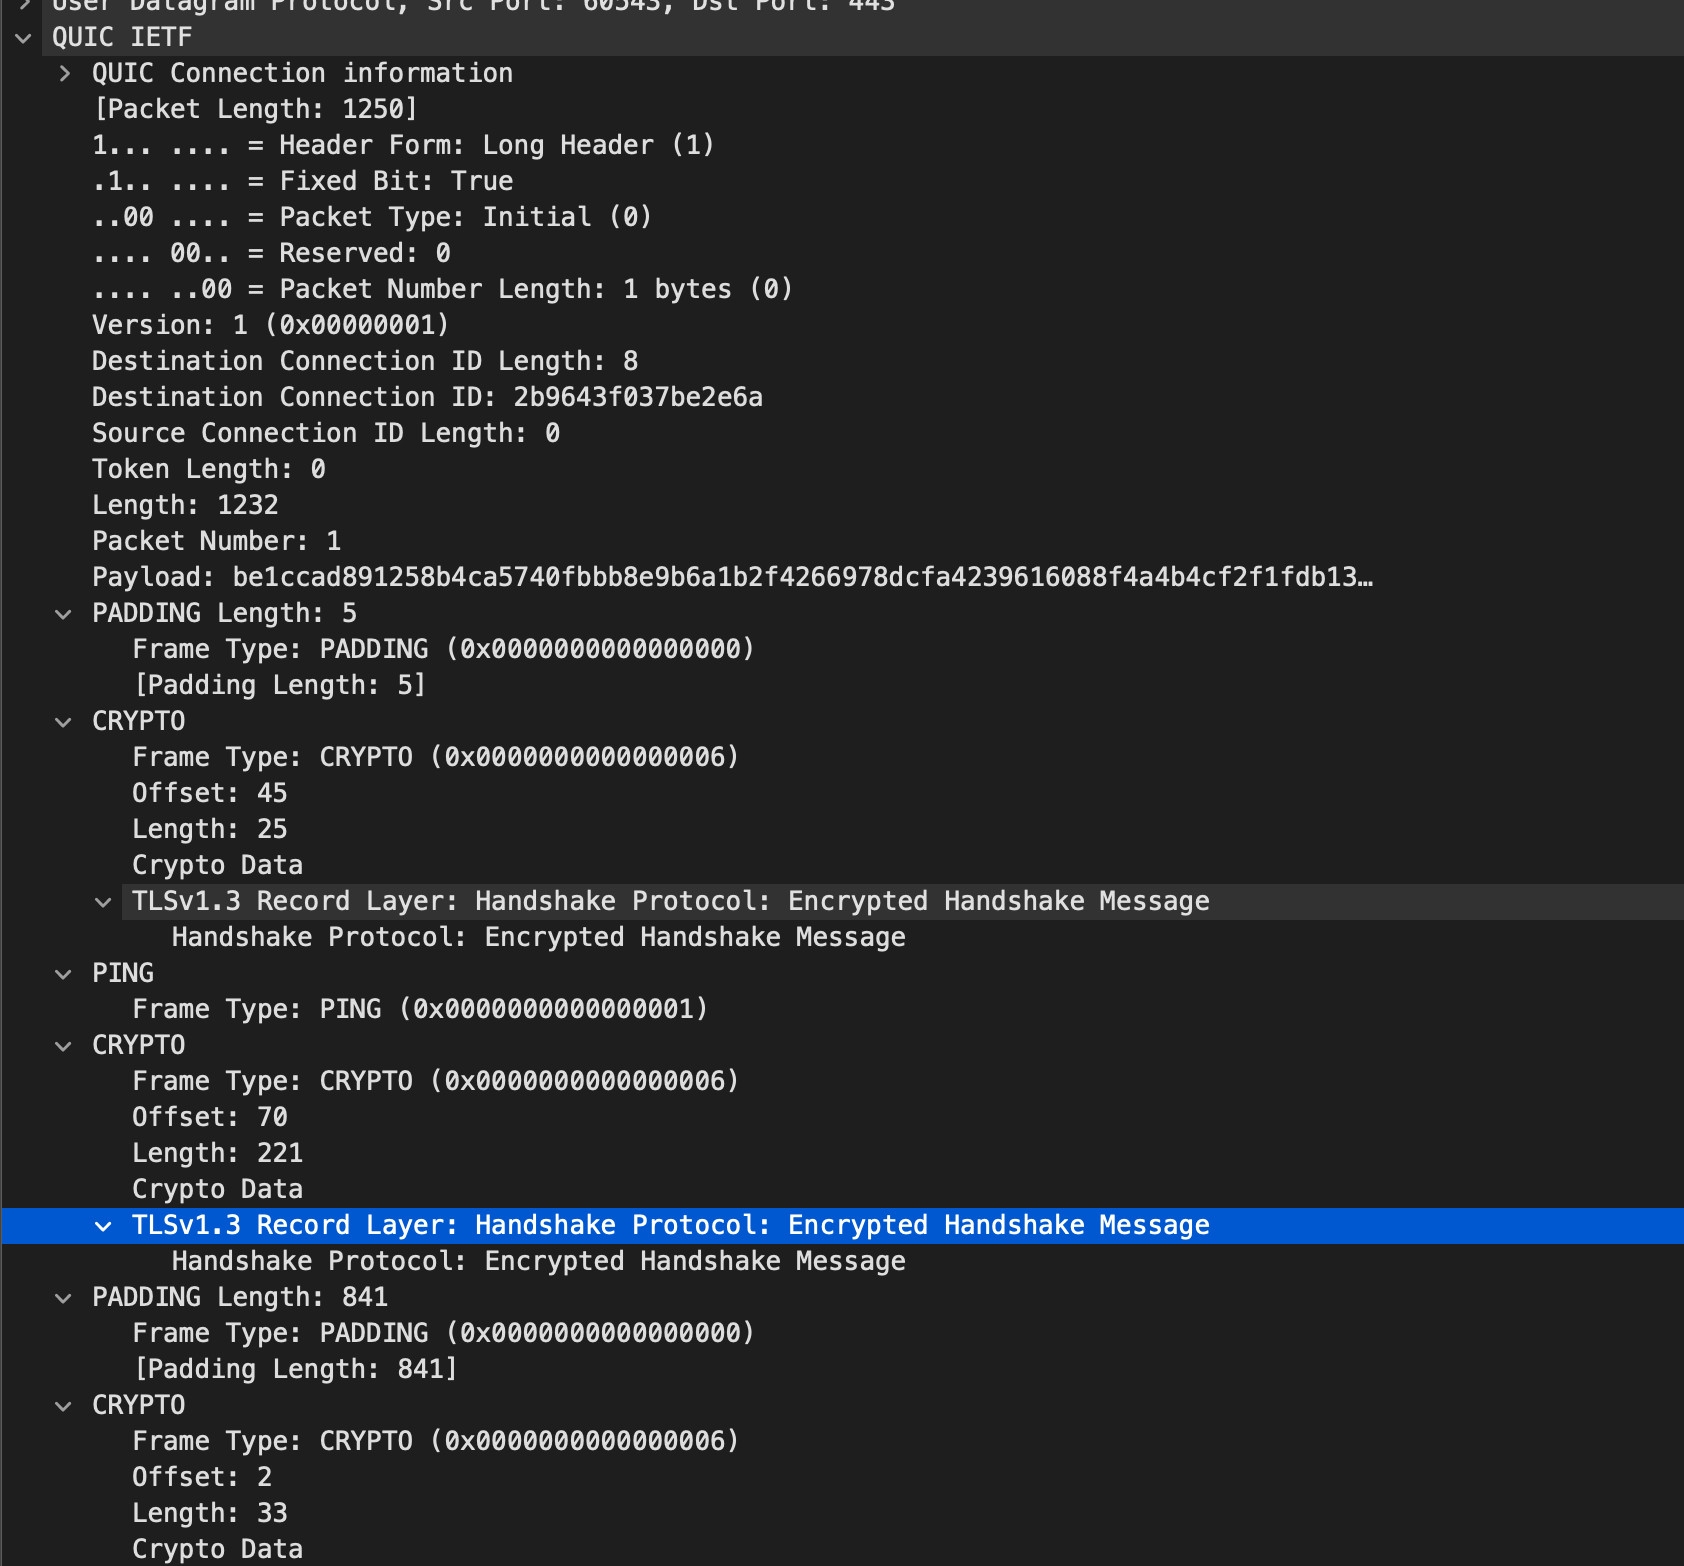 User Datagram Protocol, Src Port: 60543, Dst Port: 443
QUIC IETF
QUIC Connection information
[Packet Length: 1250]
1... .... = Header Form: Long Header (1)
.1.. .... = Fixed Bit: True
..00 .... = Packet Type: Initial (0)
.... 00.. = Reserved: 0
.... ..00 = Packet Number Length: 1 bytes (0)
Version: 1 (0x00000001)
Destination Connection ID Length: 8
Destination Connection ID: 2b9643f037be2e6a
Source Connection ID Length: 0
Token Length: 0
Length: 1232
Packet Number: 1
Payload: be1ccad891258b4ca5740fbbb8e9b6a1b2f4266978dcfa4239616088f4a4b4cf2f1fdb13…
PADDING Length: 5
Frame Type: PADDING (0x0000000000000000)
[Padding Length: 5]
CRYPTO
Frame Type: CRYPTO (0x0000000000000006)
Offset: 45
Length: 25
Crypto Data
TLSv1.3 Record Layer: Handshake Protocol: Encrypted Handshake Message
Handshake Protocol: Encrypted Handshake Message
PING
Frame Type: PING (0x0000000000000001)
CRYPTO
Frame Type: CRYPTO (0x0000000000000006)
Offset: 70
Length: 221
Crypto Data
TLSv1.3 Record Layer: Handshake Protocol: Encrypted Handshake Message
Handshake Protocol: Encrypted Handshake Message
PADDING Length: 841
Frame Type: PADDING (0x0000000000000000)
[Padding Length: 841]
CRYPTO
Frame Type: CRYPTO (0x0000000000000006)
Offset: 2
Length: 33
Crypto Data